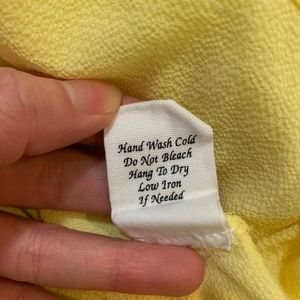 Hand Wash Cold
Do Not Bleach
Hang To Dry
Low Iron
If Needed